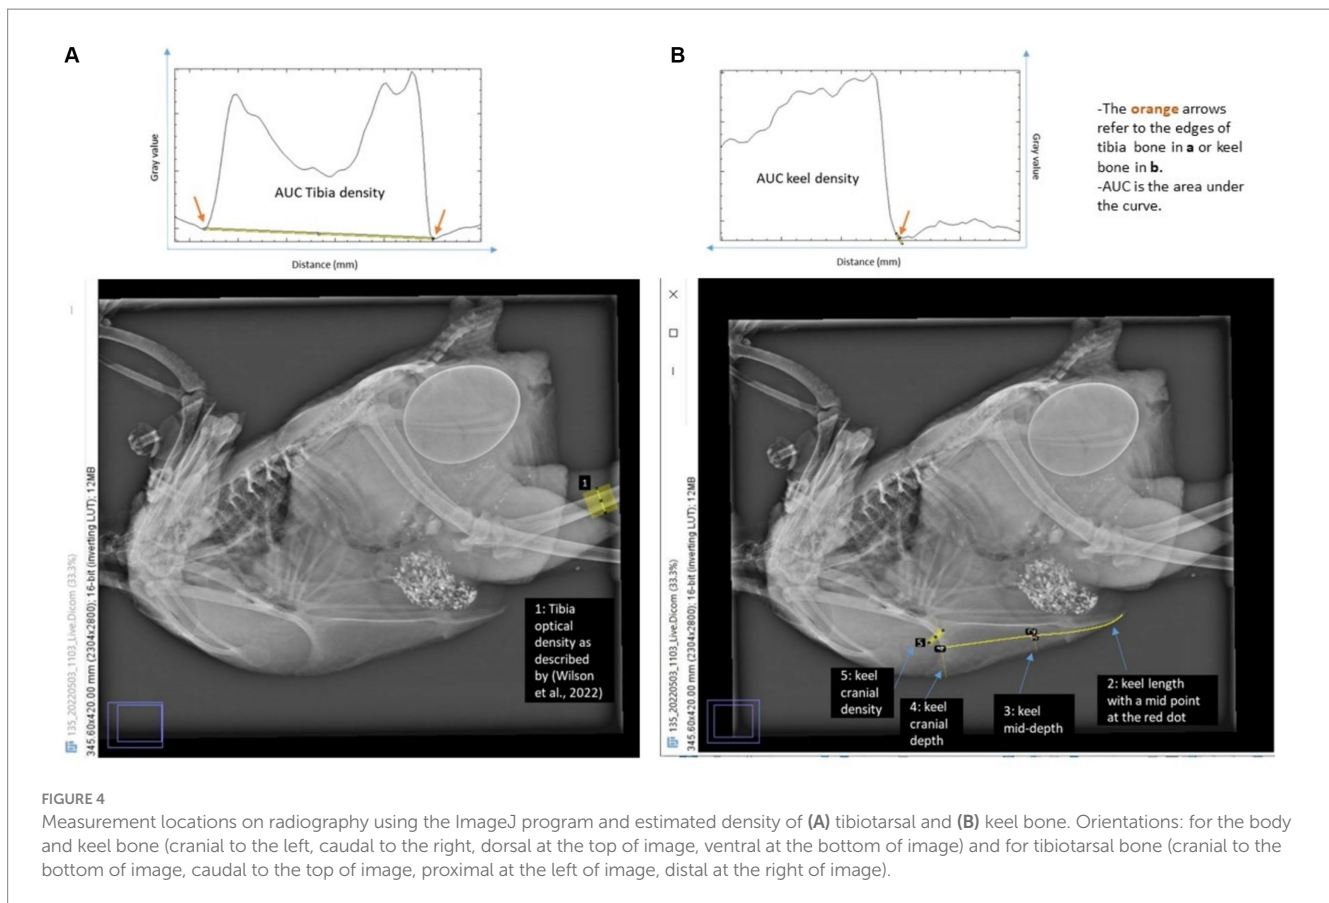 A
B
Gray value
AUC Tibia density
Distance (mm)
AUC keel density
Gray value
Distance (mm)
-The orange arrows
refer to the edges of
tibia bone in a or keel
bone in b.
-AUC is the area under
the curve.
135_20220503_1103_Live.Dicom (33.3%)
345.60x420.00 mm (2304x2800); 16-bit (inverting LUT); 12MB
1
1: Tibia
optical
density as
described
by (Wilson
et al., 2022)
135_20220503_1103_Live.Dicom (33.3%)
345.60x420.00 mm (2304x2800); 16-bit (inverting LUT); 12MB
5
4
5: keel
cranial
density
4: keel
cranial
depth
3: keel
mid-depth
2: keel length
with a mid point
at the red dot
FIGURE 4
Measurement locations on radiography using the ImageJ program and estimated density of (A) tibiotarsal and (B) keel bone. Orientations: for the body
and keel bone (cranial to the left, caudal to the right, dorsal at the top of image, ventral at the bottom of image) and for tibiotarsal bone (cranial to the
bottom of image, caudal to the top of image, proximal at the left of image, distal at the right of image).